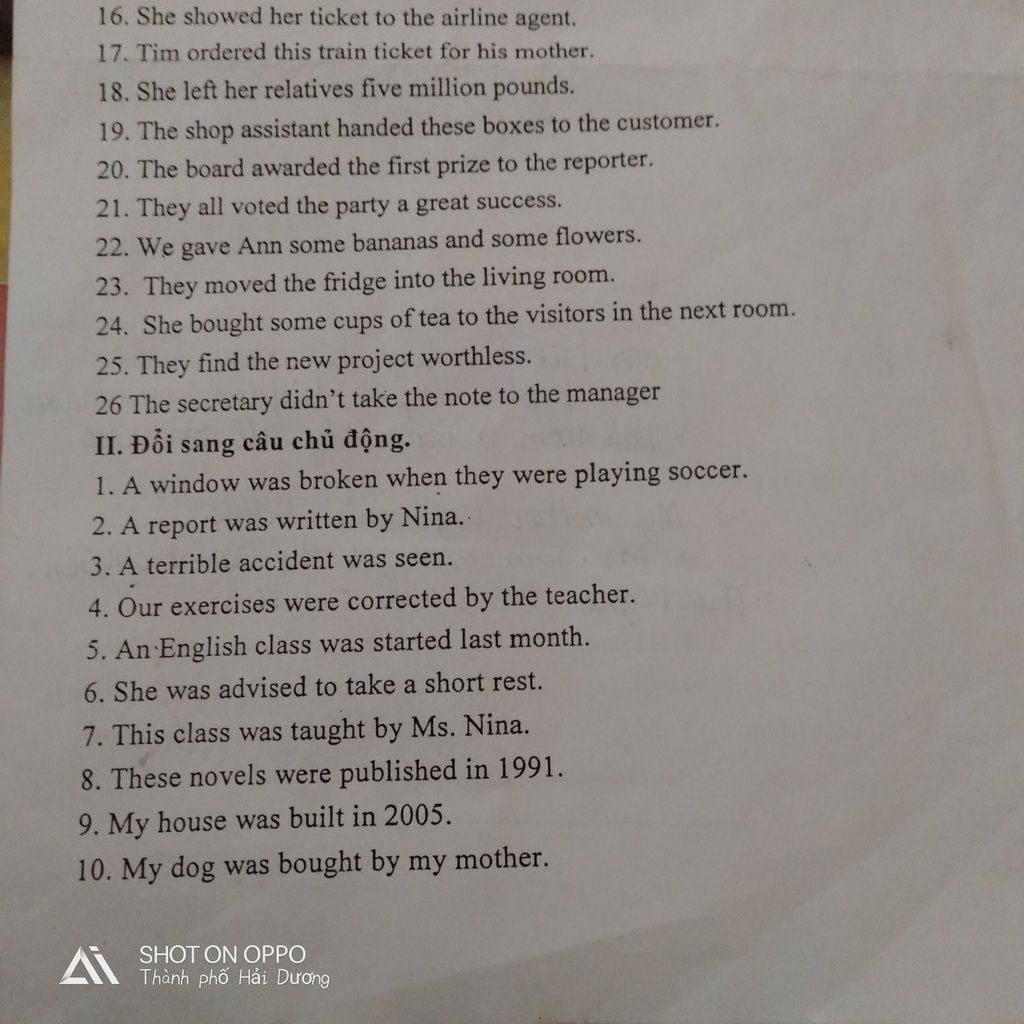 16. She showed her ticket to the airline agent.
17. Tim ordered this train ticket for his mother.
18. She left her relatives five million pounds.
19. The shop assistant handed these boxes to the customer.
20. The board awarded the first prize to the reporter.
21. They all voted the party a great success.
22. We gave Ann some bananas and some flowers.
23. They moved the fridge into the living room.
24. She bought some cups of tea to the visitors in the next room.
25. They find the new project worthless.
26 The secretary didn't take the note to the manager
II. Đổi sang câu chủ động.
1. A window was broken when they were playing soccer.
2. A report was written by Nina.
3. A terrible accident was seen.
4. Our exercises were corrected by the teacher.
5. An English class was started last month.
6. She was advised to take a short rest.
7. This class was taught by Ms. Nina.
8. These novels were published in 1991.
9. My house was built in 2005.
10. My dog was bought by my mother.
SHOT ON OPPO
Thành phố Hải Dương